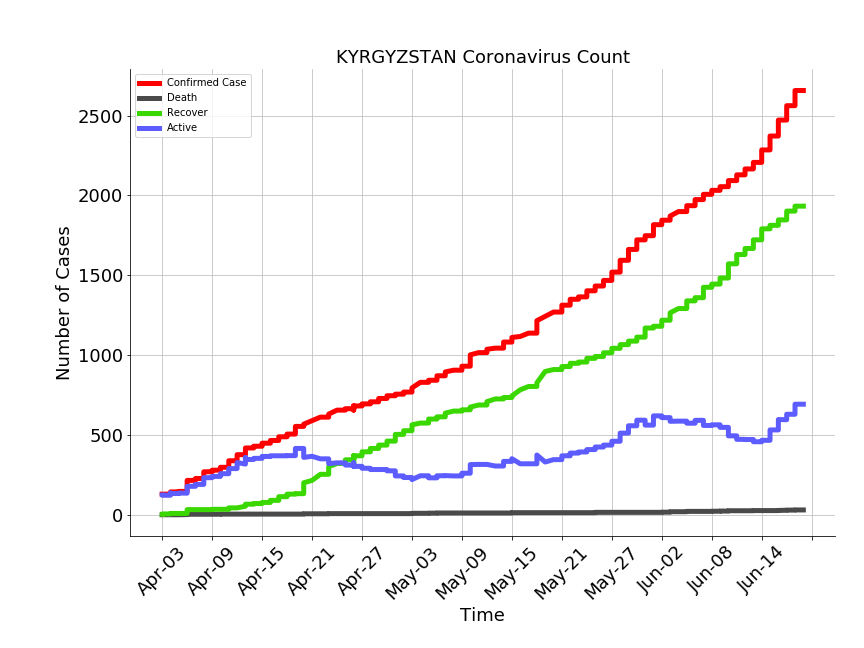 KYRGYZSTAN Coronavirus Count
Confirmed Case
Death
Recover
Active
Number of Cases
2500
2000
1500
1000
500
0
Apr-03
Apr-09
Apr-15
Apr-21
Apr-27
May-03
May-09
May-15
May-21
May-27
Jun-02
Jun-08
Jun-14
Time